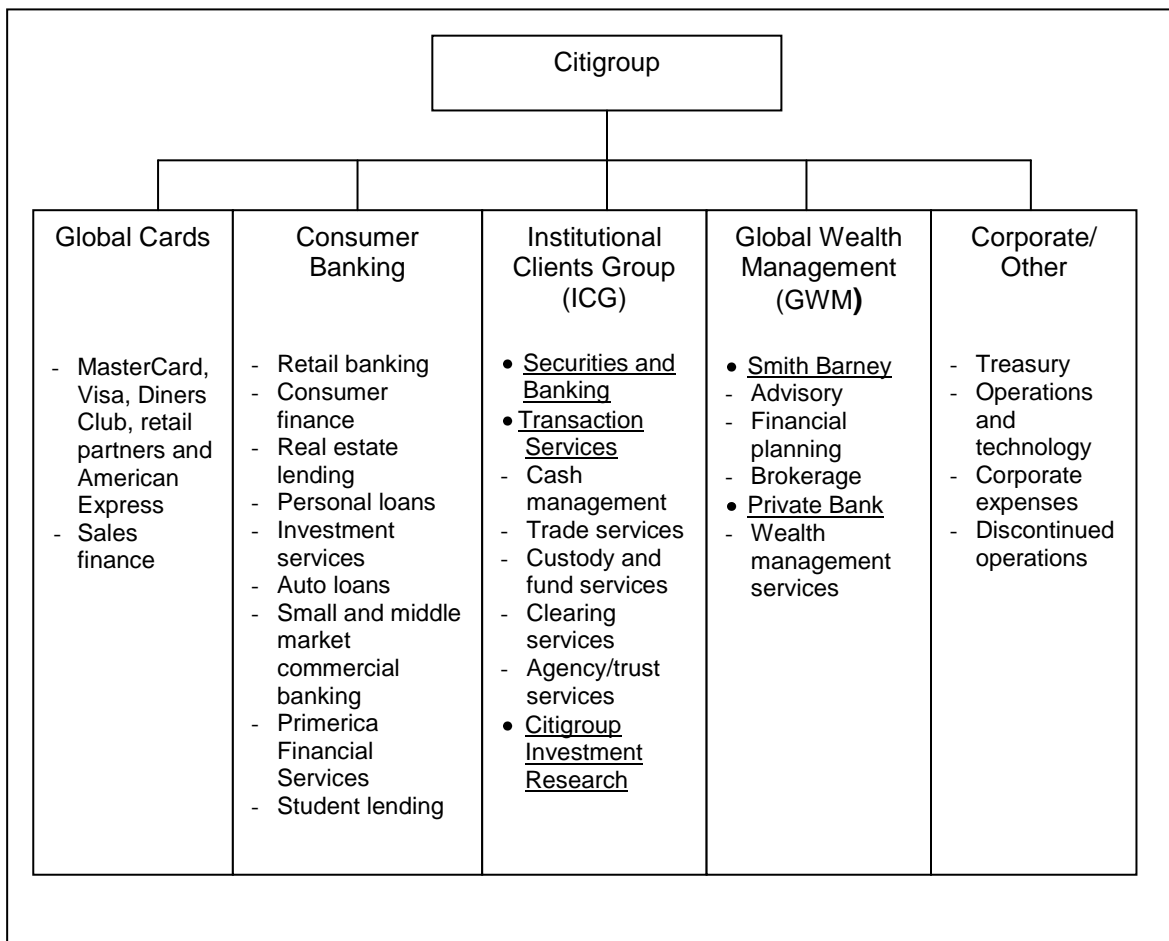 Citigroup
Global Cards
- MasterCard,
Visa, Diners
Club, retail
partners and
American
Express
- Sales
finance
Consumer
Banking
- Retail banking
- Consumer
finance
- Real estate
lending
- Personal loans
- Investment
services
- Auto loans
- Small and middle
market
commercial
banking
- Primerica
Financial
Services
- Student lending
Institutional
Clients Group
(ICG)
• Securities and
Banking
• Transaction
Services
- Cash
management
- Trade services
- Custody and
fund services
- Clearing
services
- Agency/trust
services
• Citigroup
Investment
Research
Global Wealth
Management
(GWM)
• Smith Barney
- Advisory
- Financial
planning
- Brokerage
• Private Bank
- Wealth
management
services
Corporate/
Other
- Treasury
- Operations
and
technology
- Corporate
expenses
- Discontinued
operations